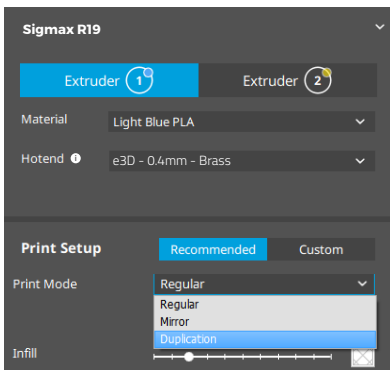 Sigmax R19
Extruder 1 Extruder 2
Material Light Blue PLA
Hotend i e3D - 0.4mm - Brass
Print Setup Recommended Custom
Print Mode Regular
Regular
Mirror
Duplication
Infill